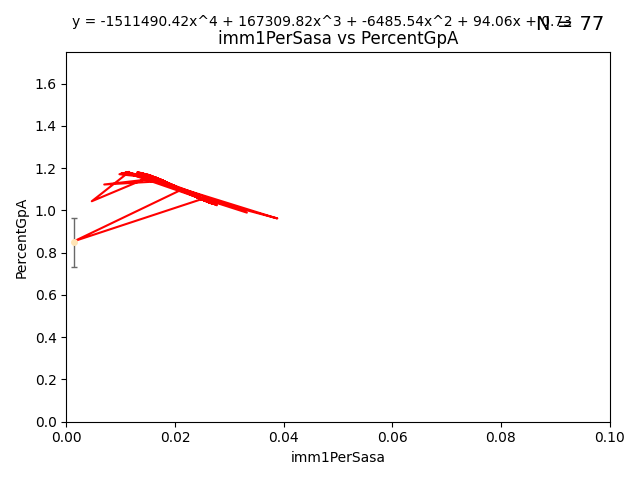 y = -1511490.42x^4 + 167309.82x^3 + -6485.54x^2 + 94.06x + 0.73
N = 77
imm1PerSasa vs PercentGpA
1.6
1.4
1.2
1.0
0.8
0.6
0.4
0.2
0.0
PercentGpA
0.00 0.02 0.04 0.06 0.08 0.10
imm1PerSasa